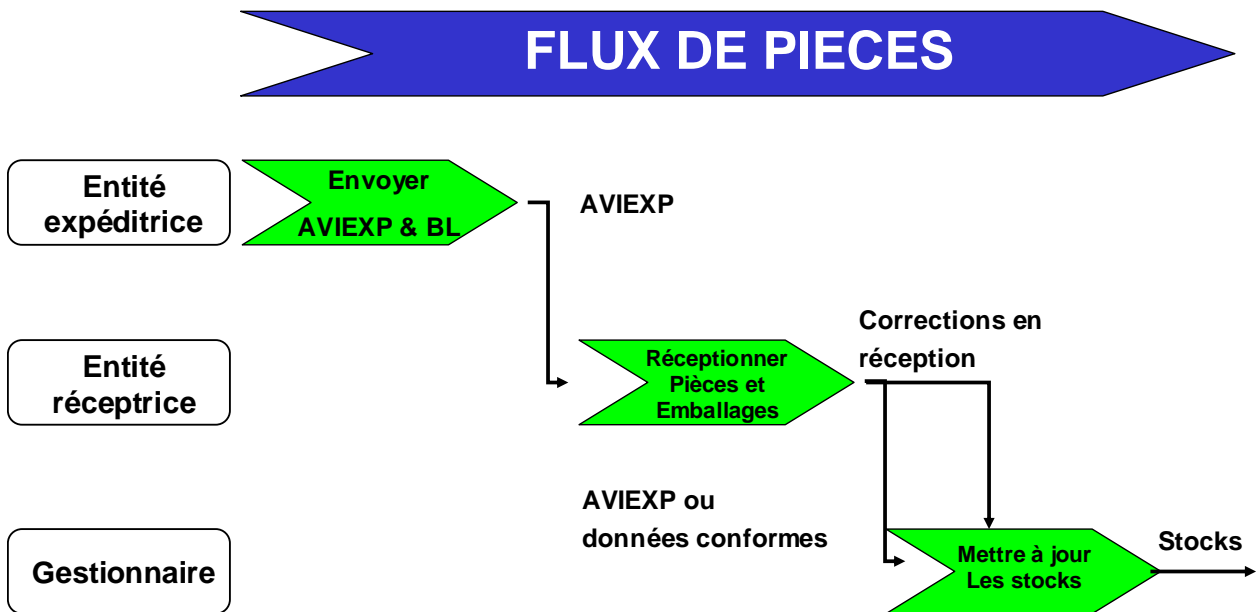 FLUX DE PIECES
Entité
expéditrice
Envoyer
AVIEXP & BL
AVIEXP
Entité
réceptrice
Réceptionner
Pièces et
Emballages
Corrections en
réception
AVIEXP ou
données conformes
Gestionnaire
Mettre à jour
Les stocks
Stocks